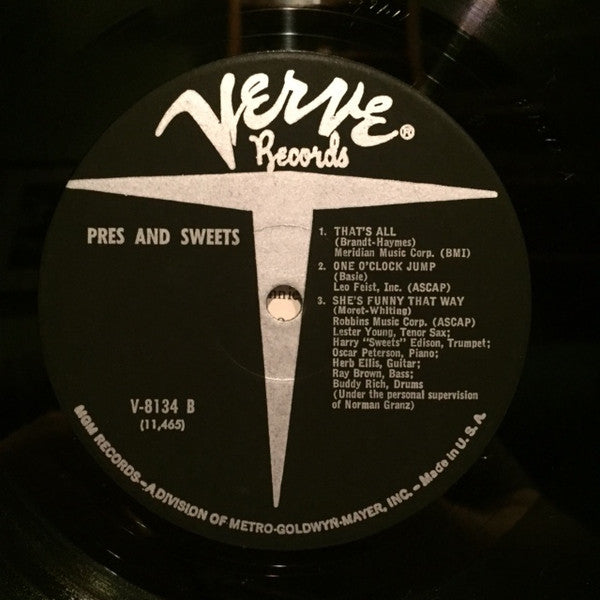 Verve®
Records
PRES AND SWEETS
1. THAT'S ALL
(Brandt-Haymes)
Meridian Music Corp. (BMI)
2. ONE O'CLOCK JUMP
(Basie)
Leo Feist, Inc. (ASCAP)
3. SHE'S FUNNY THAT WAY
(Moret-Whiting)
Robbins Music Corp. (ASCAP)
Lester Young, Tenor Sax;
Harry "Sweets" Edison, Trumpet;
Oscar Peterson, Piano;
Herb Ellis, Guitar;
Ray Brown, Bass;
Buddy Rich, Drums
(Under the personal supervision
of Norman Granz)
V-8134 B
(11,465)
MGM RECORDS–A DIVISION OF METRO-GOLDWYN-MAYER, INC. – Made in U.S.A.